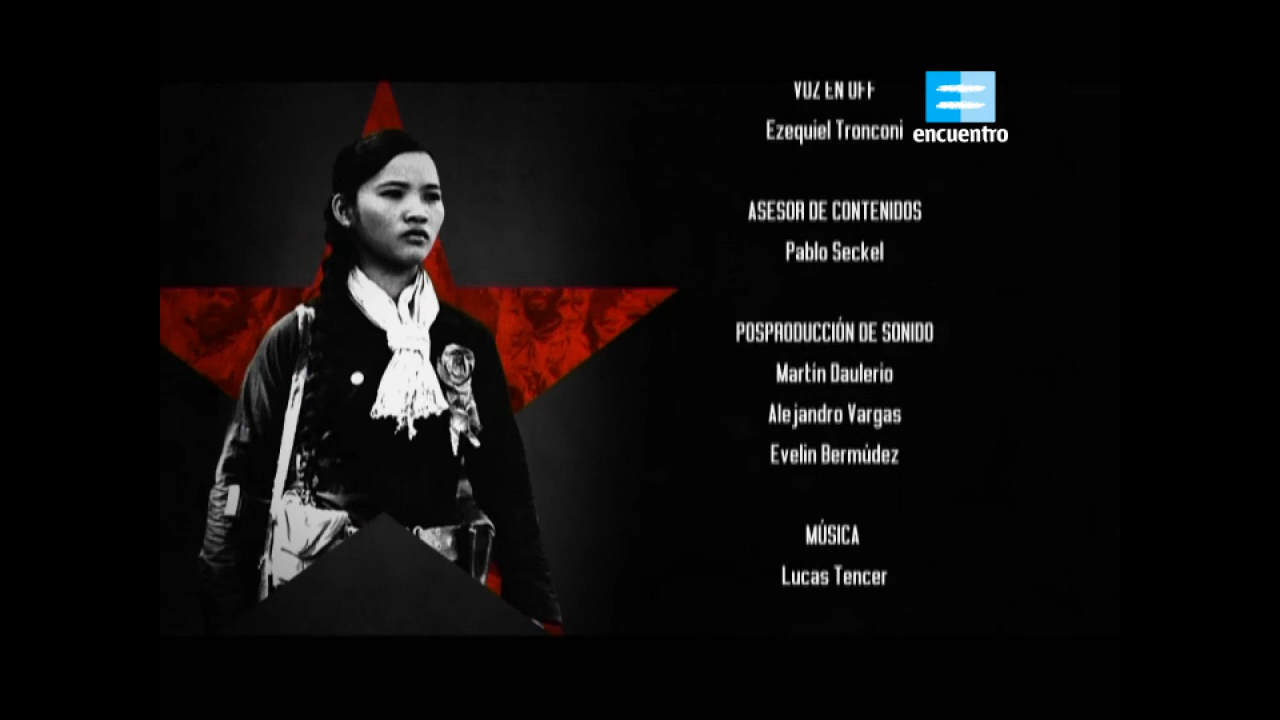 VOZ EN OFF
Ezequiel Tronconi
encuentro
ASESOR DE CONTENIDOS
Pablo Seckel
POSPRODUCCIÓN DE SONIDO
Martín Daulerio
Alejandro Vargas
Evelin Bermúdez
MÚSICA
Lucas Tencer